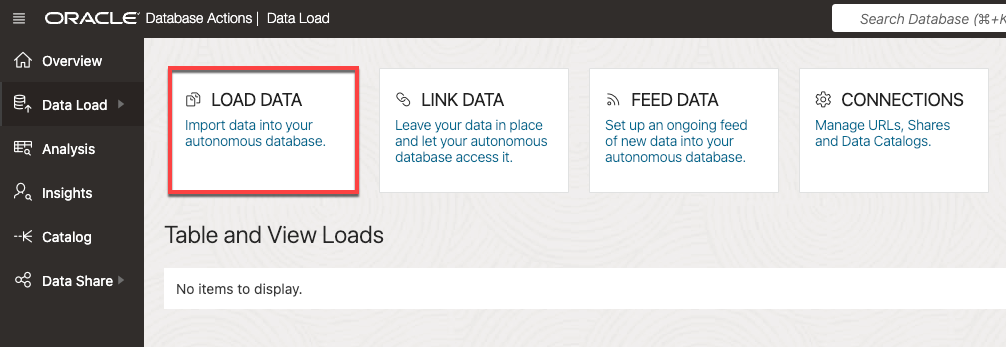 ORACLE Database Actions | Data Load
Search Database (⌘+K
Overview
Data Load
Analysis
Insights
Catalog
Data Share
LOAD DATA
Import data into your
autonomous database.
LINK DATA
Leave your data in place
and let your autonomous
database access it.
FEED DATA
Set up an ongoing feed
of new data into your
autonomous database.
CONNECTIONS
Manage URLs, Shares
and Data Catalogs.
Table and View Loads
No items to display.